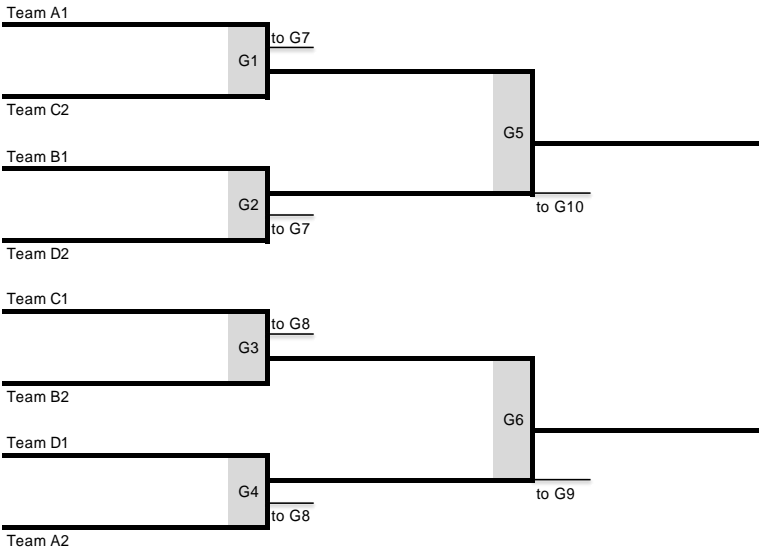 Team A1
to G7
G1
Team C2
G5
Team B1
G2
to G10
to G7
Team D2
Team C1
to G8
G3
Team B2
G6
Team D1
G4
to G9
to G8
Team A2